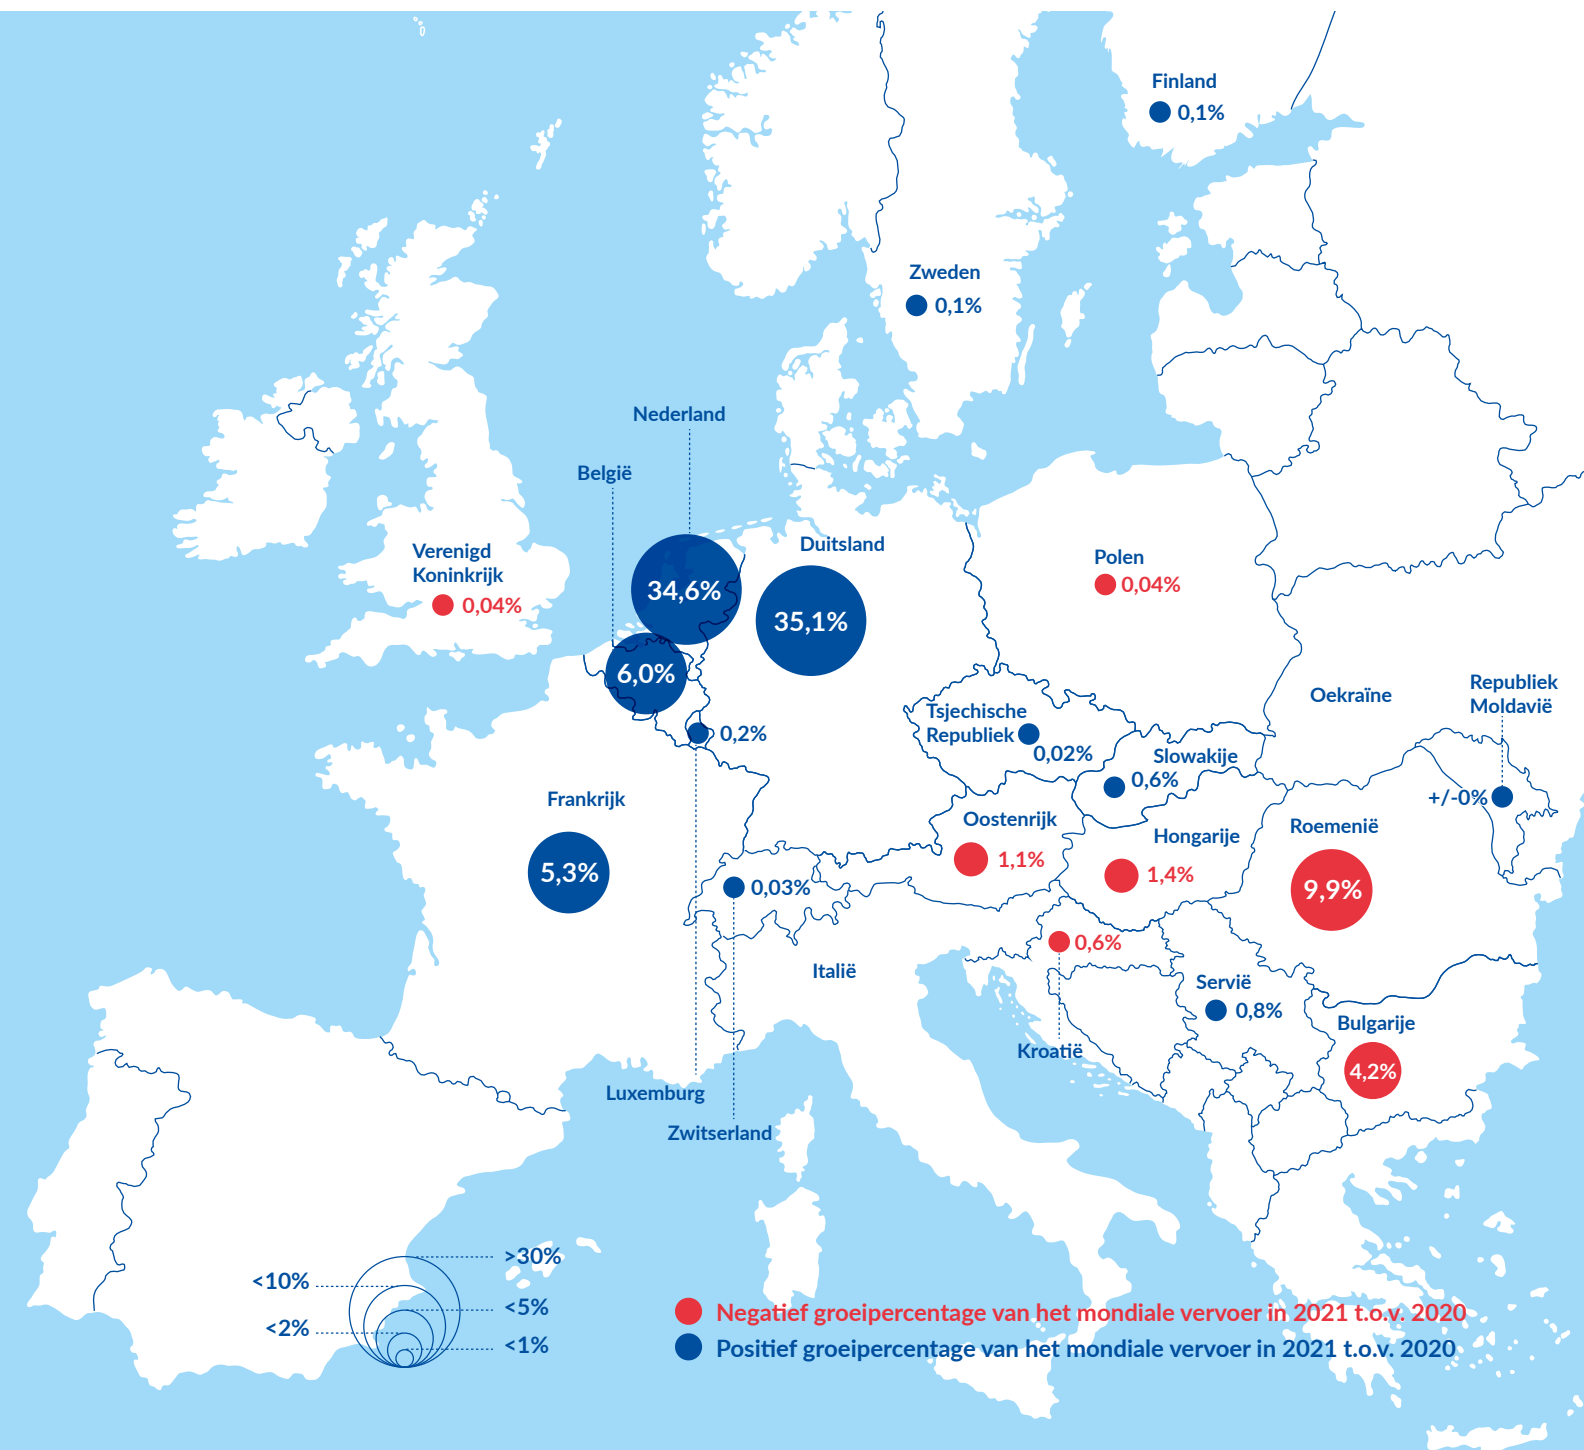 Finland
0,1%
Zweden
0,1%
Nederland
België
34,6%
Duitsland
35,1%
Verenigd
Koninkrijk
0,04%
Polen
0,04%
6,0%
0,2%
Tsjechische
Republiek
0,02%
Slowakije
0,6%
Oekraïne
Republiek
Moldavië
+/-0%
Frankrijk
5,3%
Oostenrijk
1,1%
Hongarije
1,4%
Roemenië
9,9%
0,03%
0,6%
Italië
Servië
0,8%
Bulgarije
4,2%
Kroatië
Luxemburg
Zwitserland
>30%
<10%
<5%
<2%
<1%
Negatief groeipercentage van het mondiale vervoer in 2021 t.o.v. 2020
Positief groeipercentage van het mondiale vervoer in 2021 t.o.v. 2020